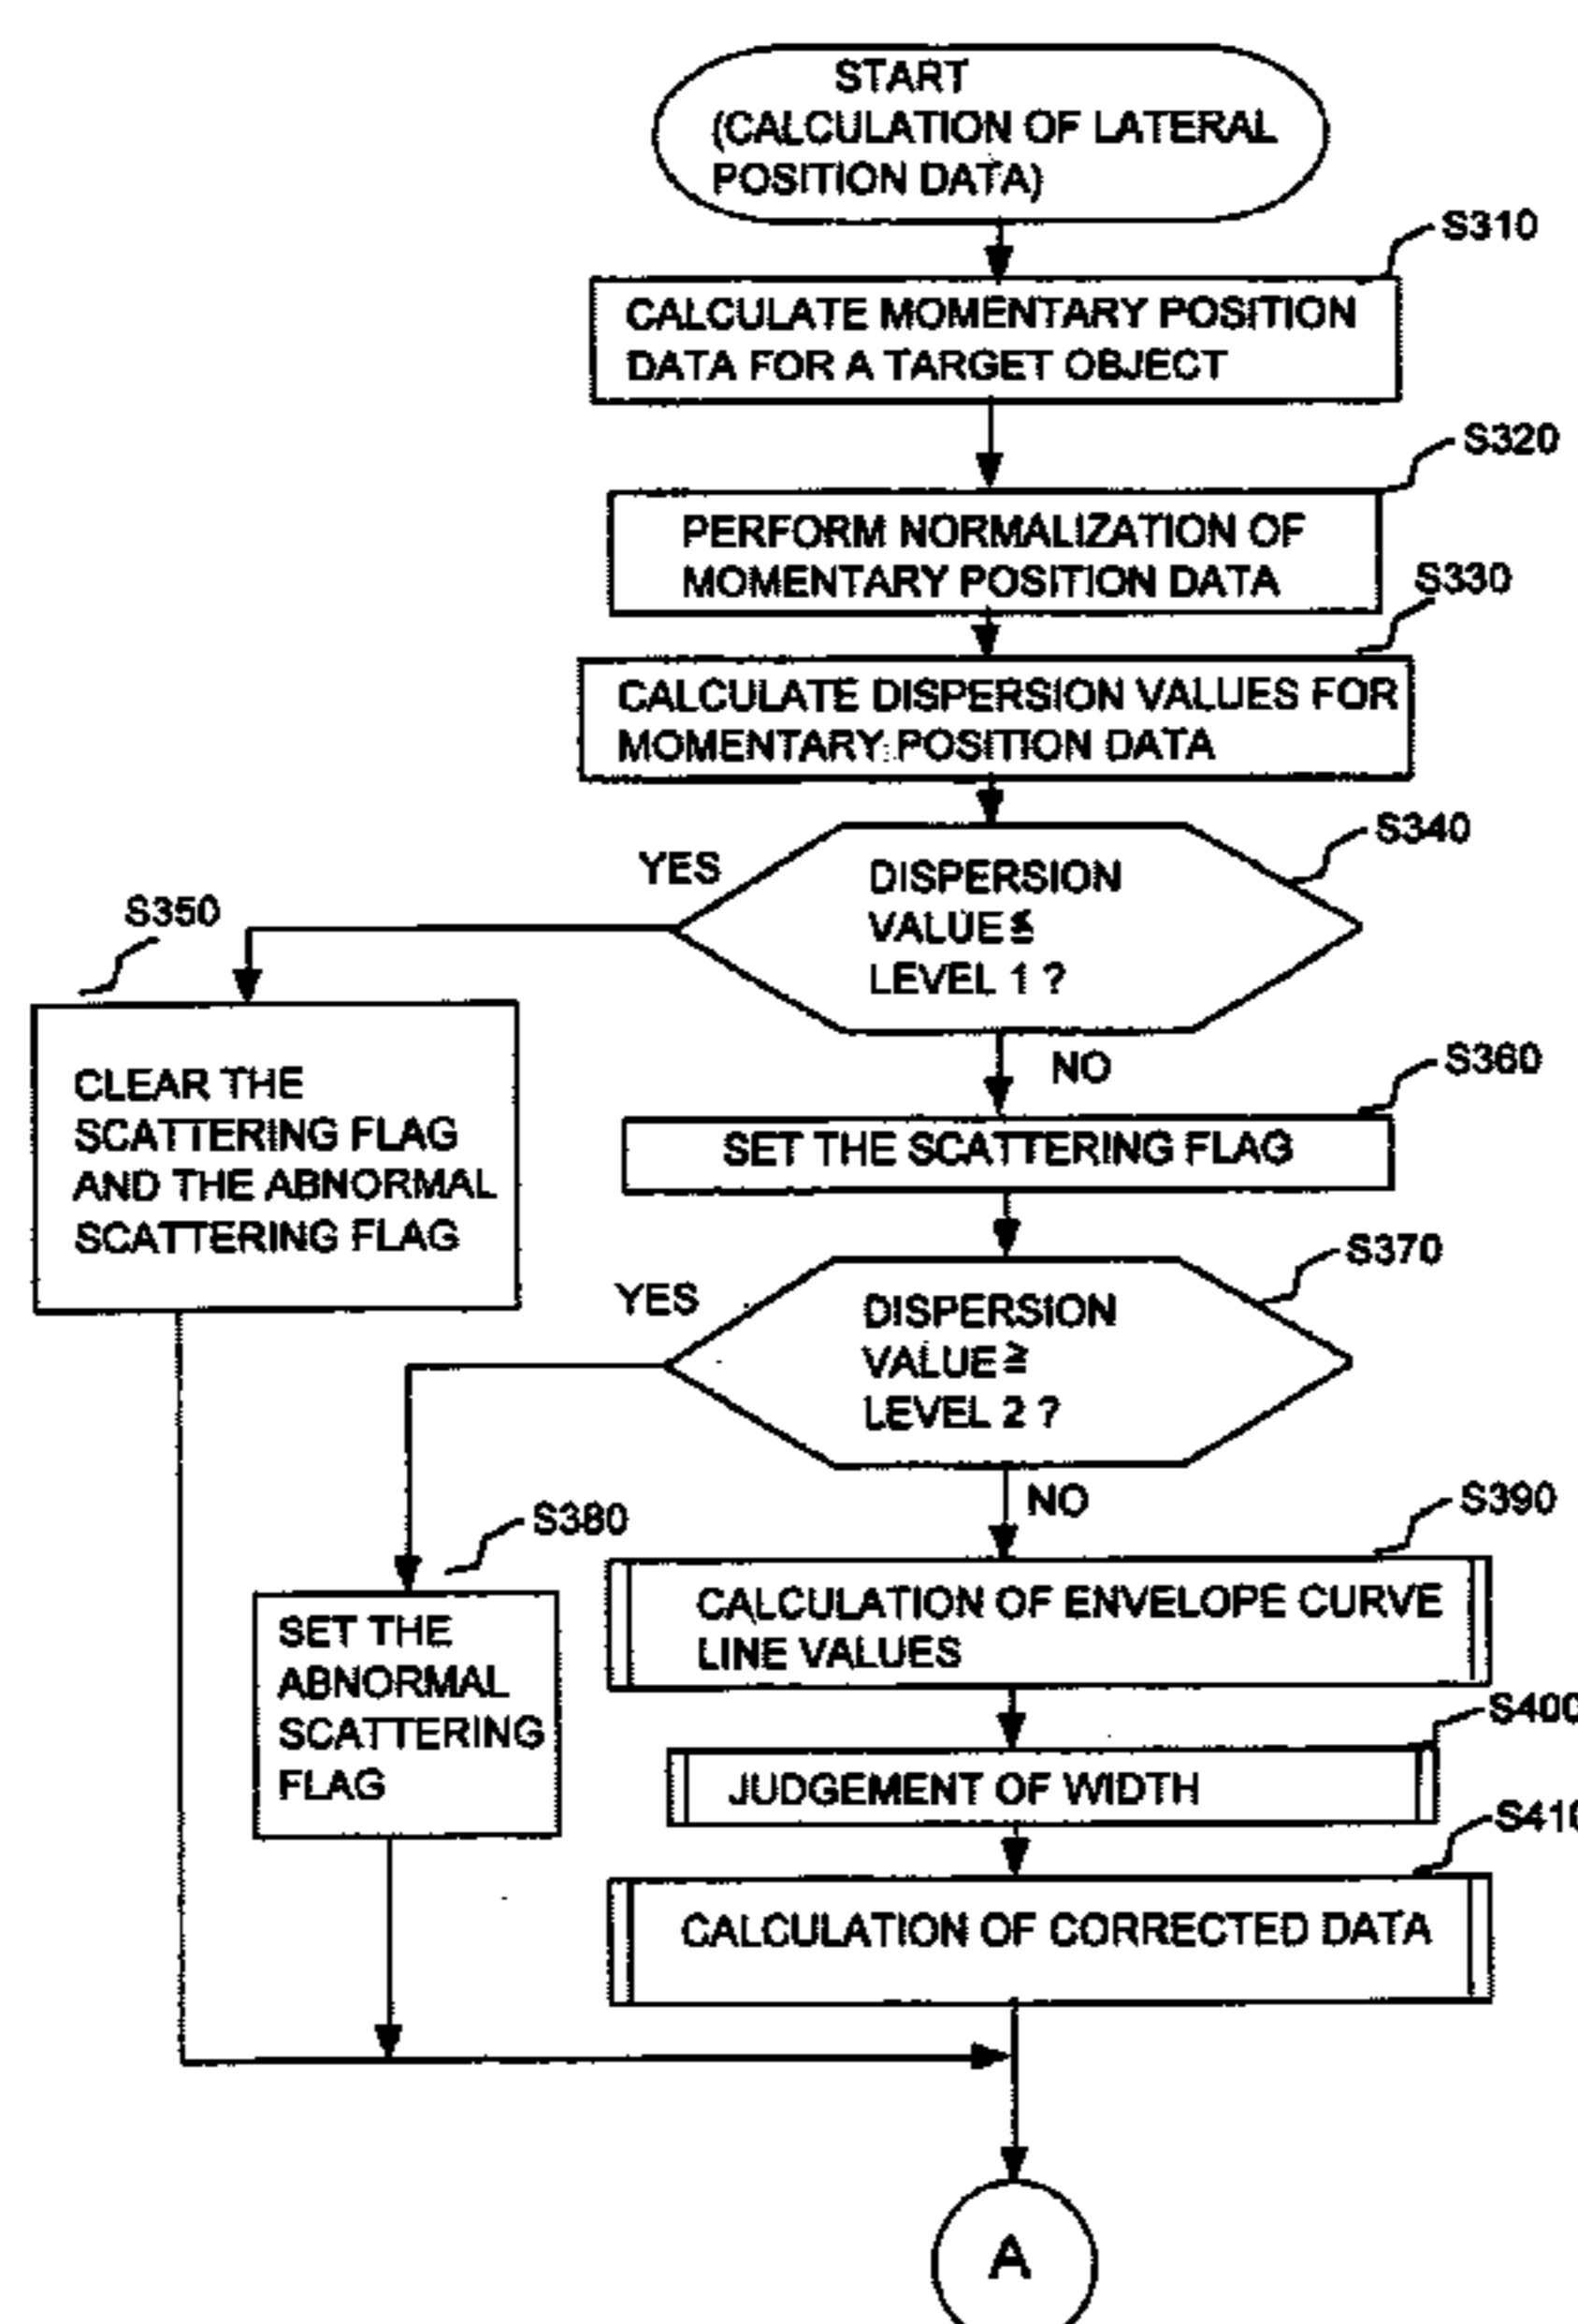 START
(CALCULATION OF LATERAL
POSITION DATA)
S310
CALCULATE MOMENTARY POSITION
DATA FOR A TARGET OBJECT
S320
PERFORM NORMALIZATION OF
MOMENTARY POSITION DATA
S330
CALCULATE DISPERSION VALUES FOR
MOMENTARY POSITION DATA
S340
YES
DISPERSION
VALUE ≦
LEVEL 1 ?
S350
CLEAR THE
SCATTERING FLAG
AND THE ABNORMAL
SCATTERING FLAG
NO
S360
SET THE SCATTERING FLAG
S370
YES
DISPERSION
VALUE ≧
LEVEL 2 ?
S380
SET THE
ABNORMAL
SCATTERING
FLAG
NO
S390
CALCULATION OF ENVELOPE CURVE
LINE VALUES
S400
JUDGEMENT OF WIDTH
S410
CALCULATION OF CORRECTED DATA
A